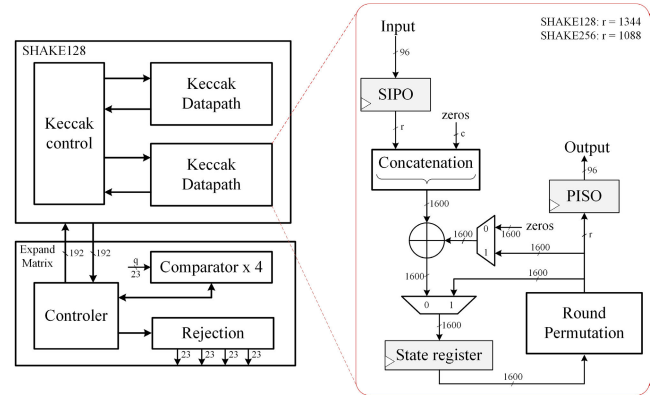 SHAKE128
Keccak
control
Keccak
Datapath
Keccak
Datapath
192
192
Expand
Matrix
q
23
Comparator x 4
Controler
Rejection
23
23
23
23
SHAKE128: r = 1344
SHAKE256: r = 1088
Input
96
SIPO
r
zeros
c
Concatenation
1600
Output
96
PISO
r
1600
0
1
1600
zeros
1600
1600
1600
0 1
1600
State register
1600
Round
Permutation